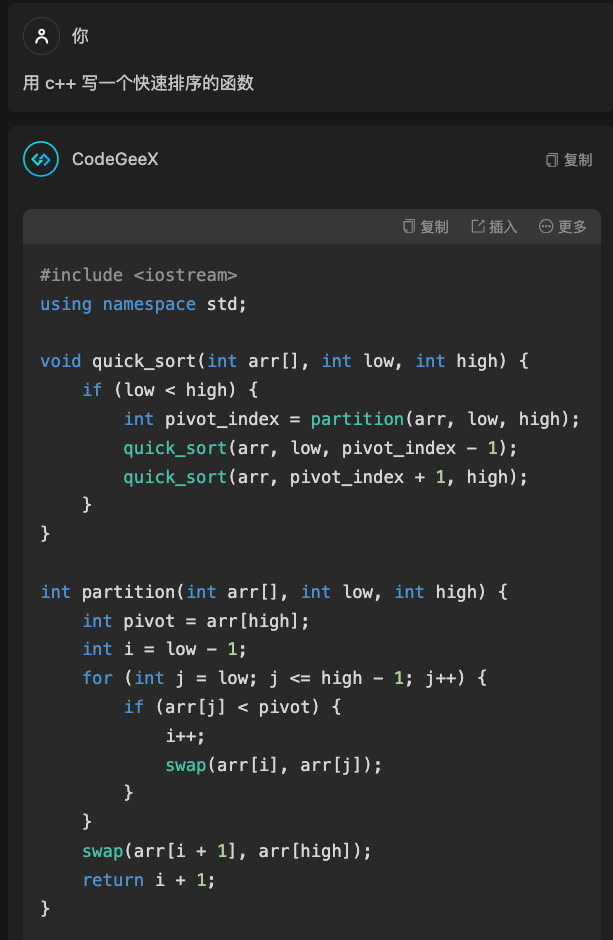 你
用 c++ 写一个快速排序的函数
CodeGeeX
复制
复制 插入 更多
#include <iostream>
using namespace std;

void quick_sort(int arr[], int low, int high) {
    if (low < high) {
        int pivot_index = partition(arr, low, high);
        quick_sort(arr, low, pivot_index - 1);
        quick_sort(arr, pivot_index + 1, high);
    }
}

int partition(int arr[], int low, int high) {
    int pivot = arr[high];
    int i = low - 1;
    for (int j = low; j <= high - 1; j++) {
        if (arr[j] < pivot) {
            i++;
            swap(arr[i], arr[j]);
        }
    }
    swap(arr[i + 1], arr[high]);
    return i + 1;
}